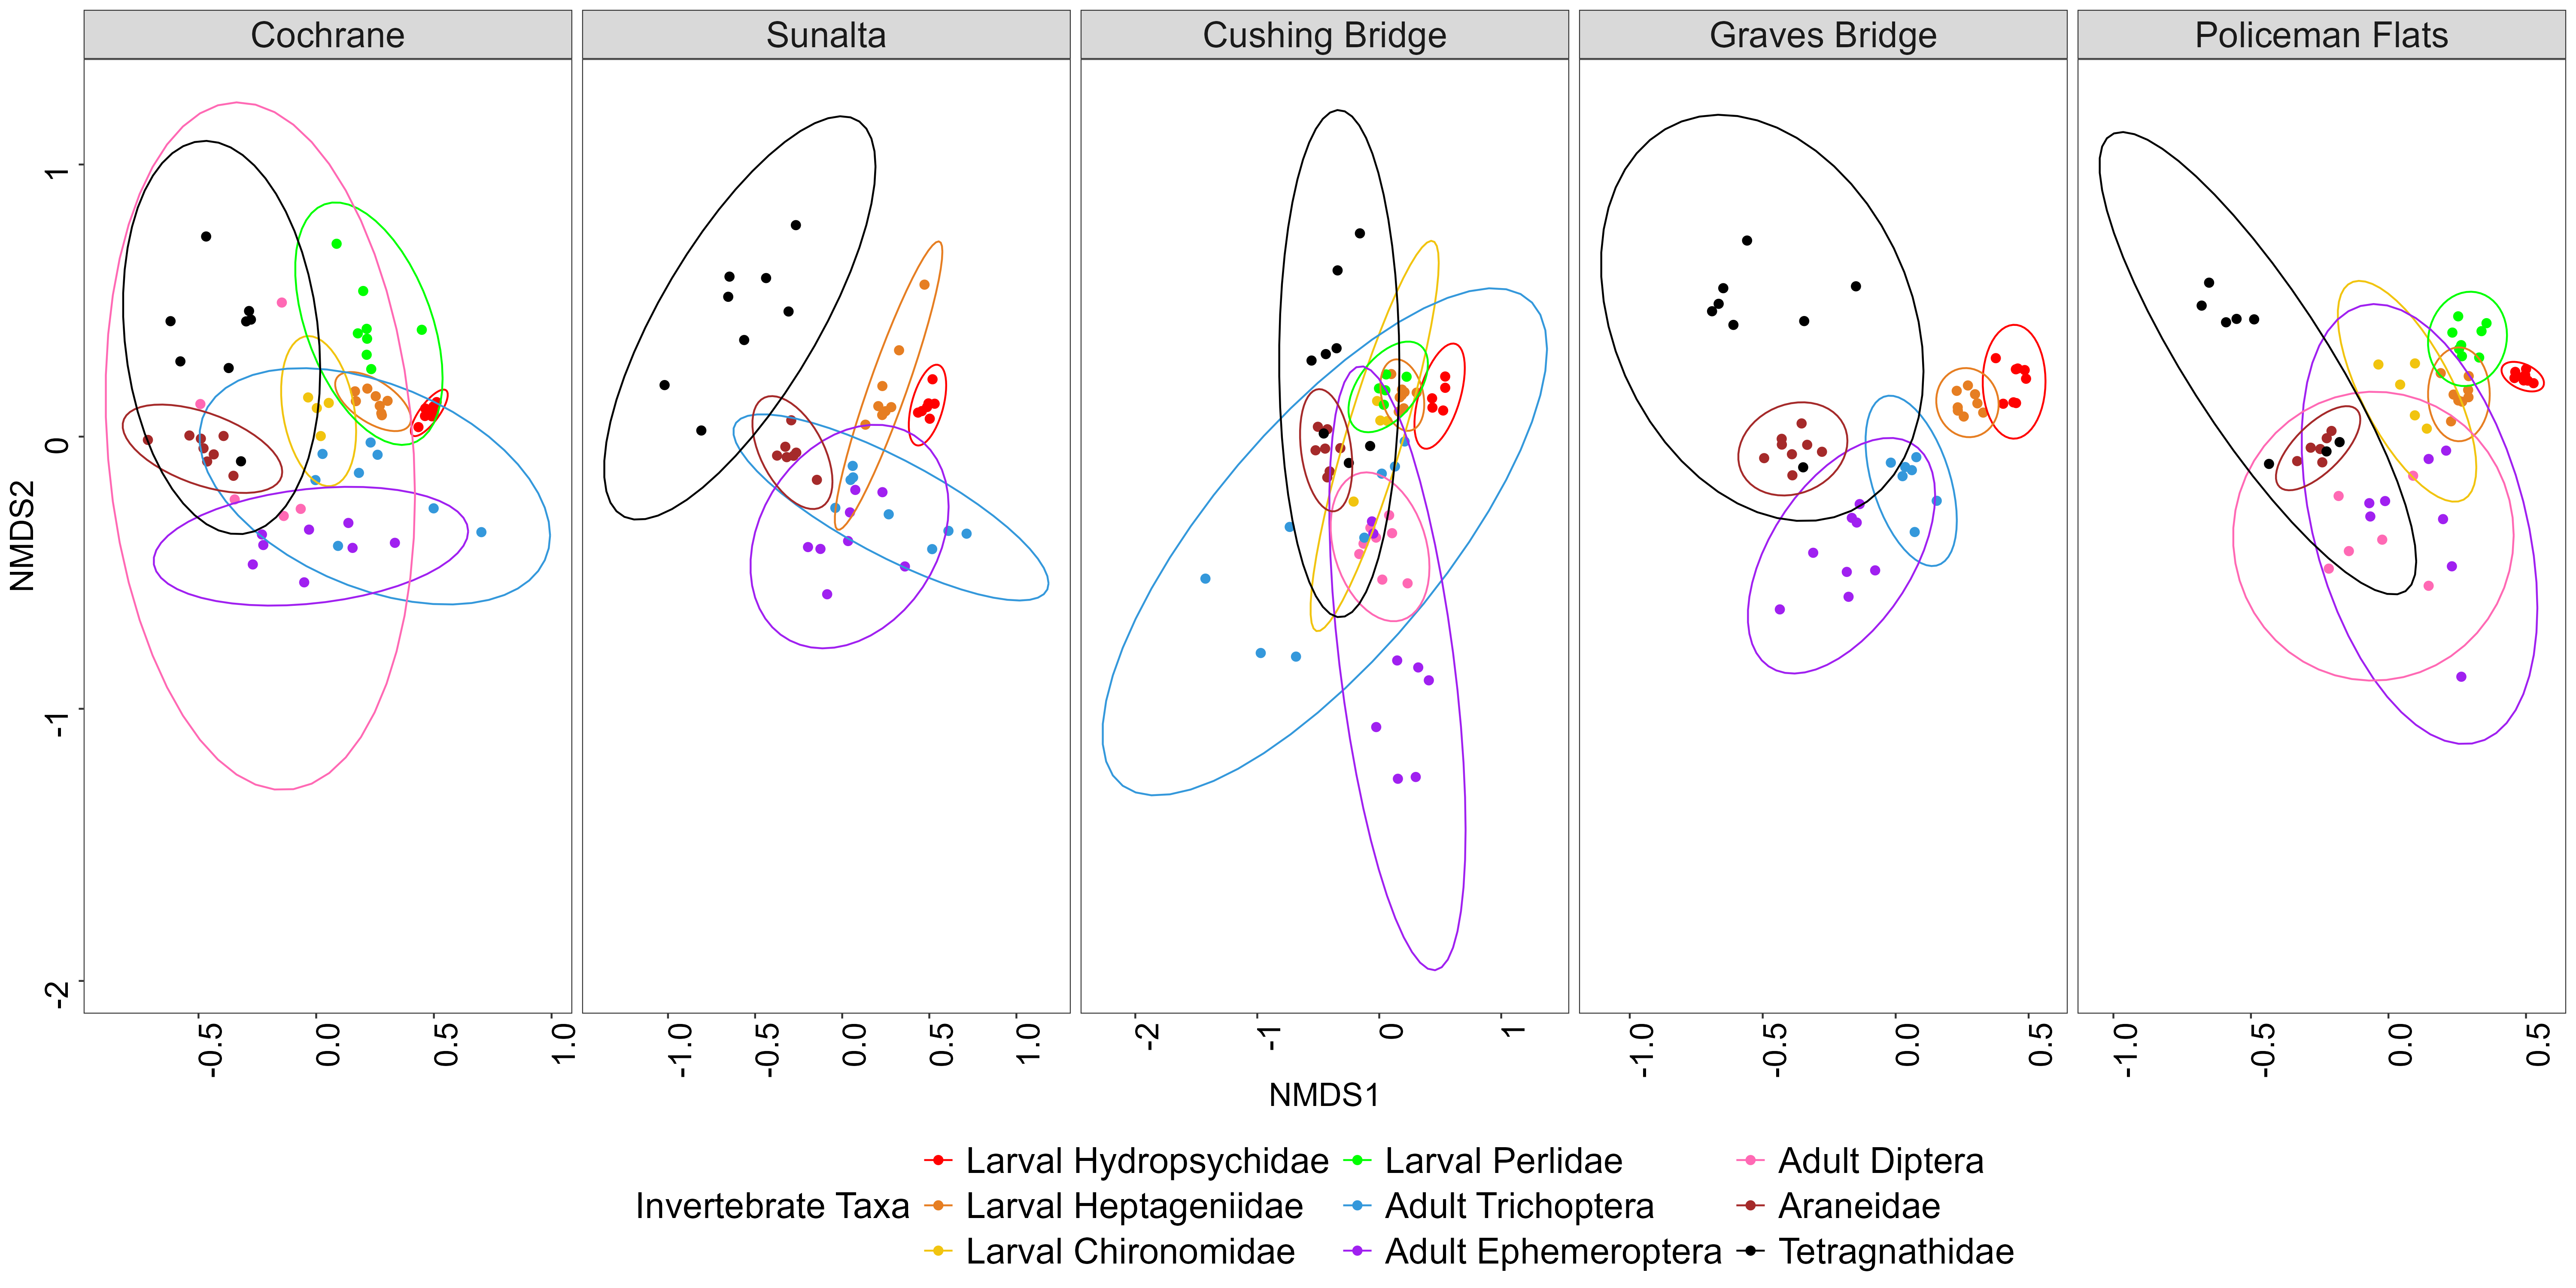 Cochrane Sunalta Cushing Bridge Graves Bridge Policeman Flats
NMDS2
1
0
-1
-2
-0.5 0.0 0.5 1.0 -1.0 -0.5 0.0 0.5 1.0 -2 -1 0 1 -1.0 -0.5 0.0 0.5 -1.0 -0.5 0.0 0.5
NMDS1
Larval Hydropsychidae Larval Perlidae Adult Diptera
Invertebrate Taxa Larval Heptageniidae Adult Trichoptera Araneidae
Larval Chironomidae Adult Ephemeroptera Tetragnathidae